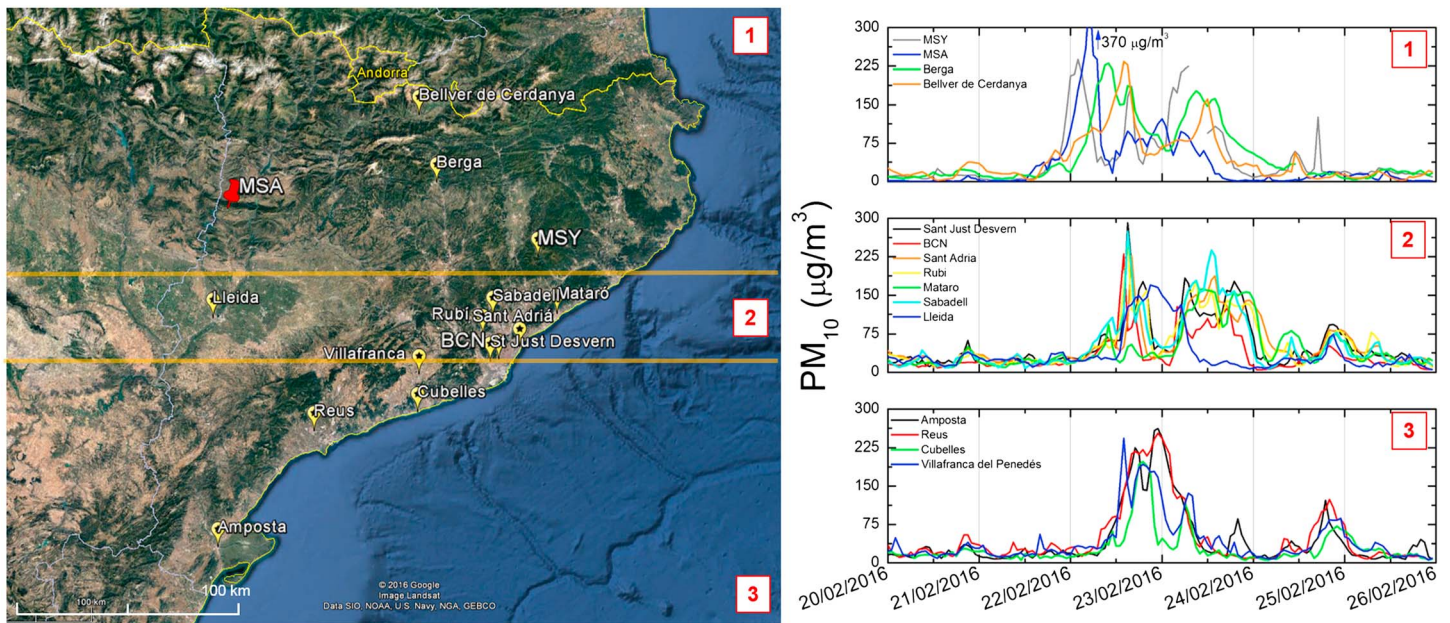 1
Andorra
Bellver de Cerdanya
Berga
MSA
MSY
Lleida
Sabadell Mataró
Rubí Sant Adriá
2
BCN St Just Desvern
Villafranca
Cubelles
Reus
Amposta
100 km
100 km
© 2016 Google
Image Landsat
Data SIO, NOAA, U.S. Navy, NGA, GEBCO
3
PM10 (µg/m3)
300
225
150
75
0
MSY
MSA
Berga
Bellver de Cerdanya
370 µg/m3
1
300
225
150
75
0
Sant Just Desvern
BCN
Sant Adria
Rubi
Mataro
Sabadell
Lleida
2
300
225
150
75
0
Amposta
Reus
Cubelles
Villafranca del Penedés
3
20/02/2016
21/02/2016
22/02/2016
23/02/2016
24/02/2016
25/02/2016
26/02/2016